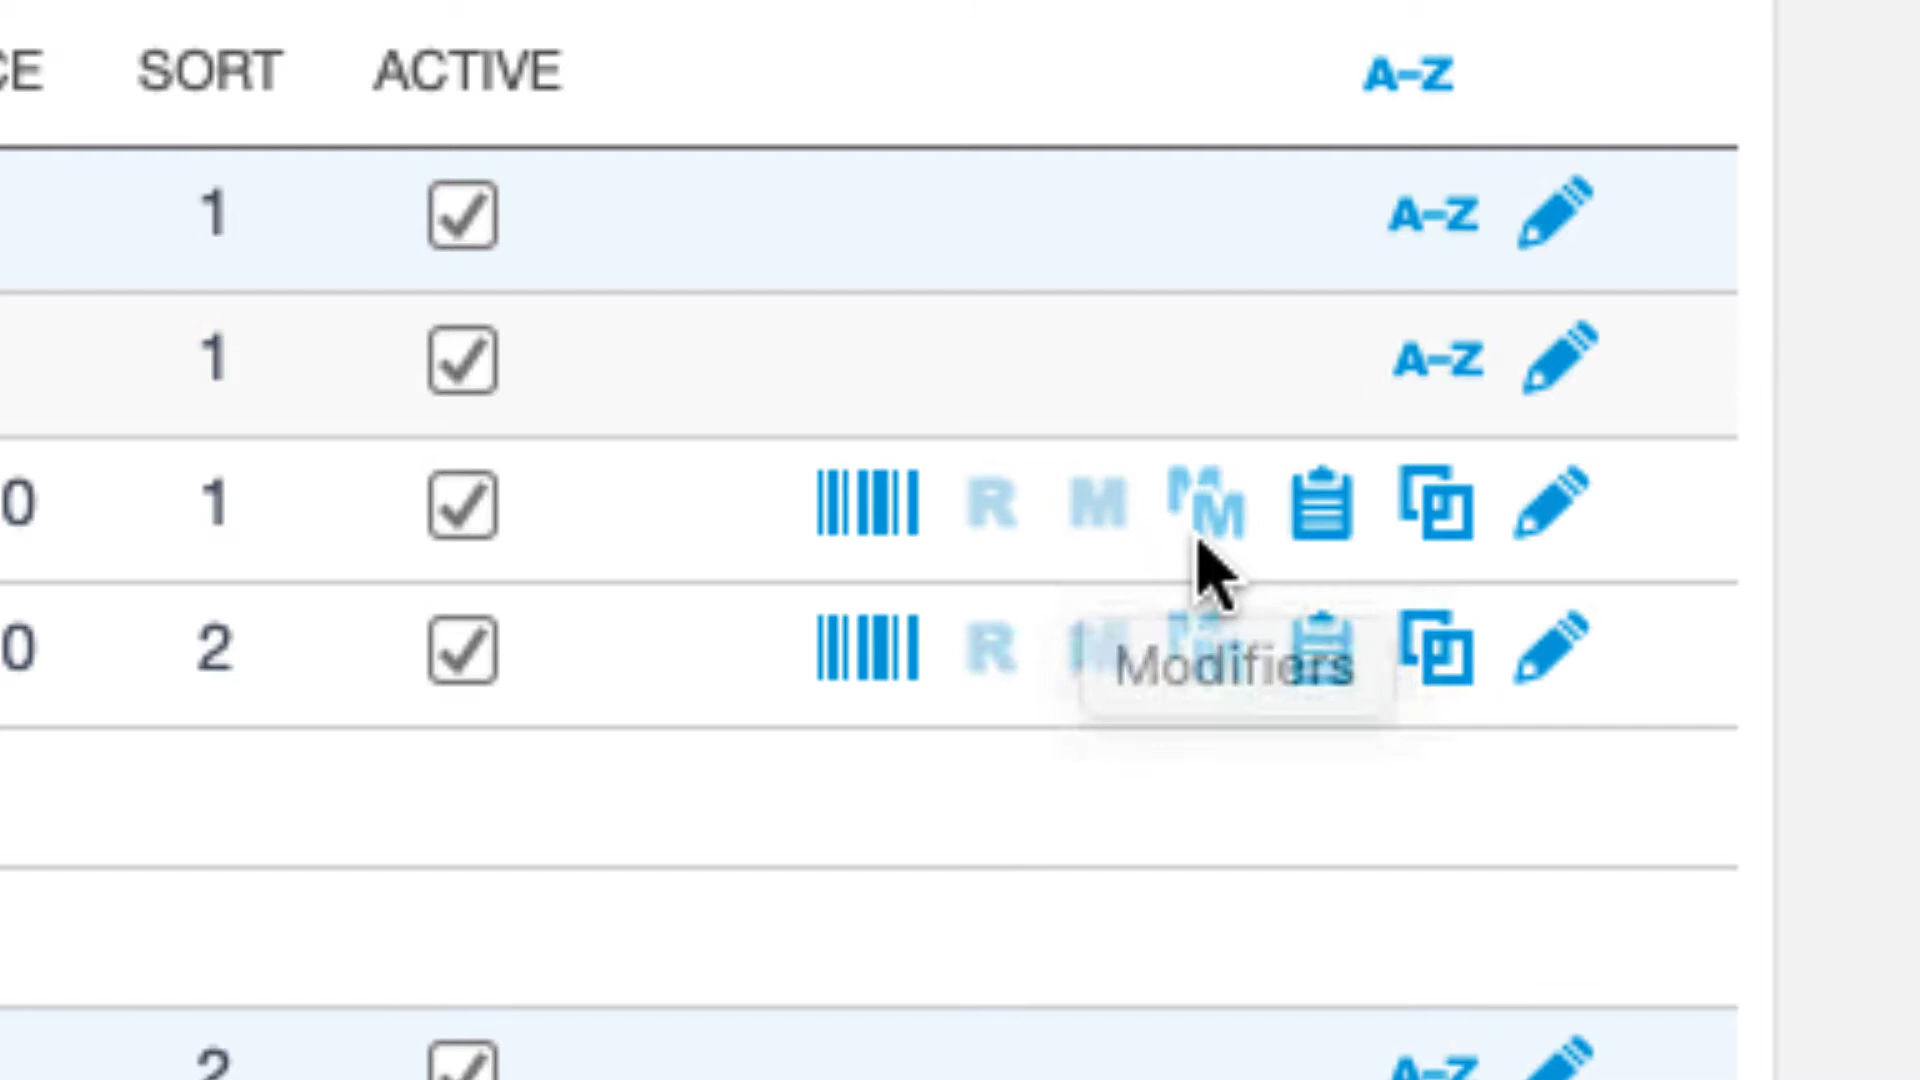 CE SORT ACTIVE A–Z
1 A–Z
1 A–Z
0 1 R M M M
0 2 R M M
Modifiers
2 A–Z